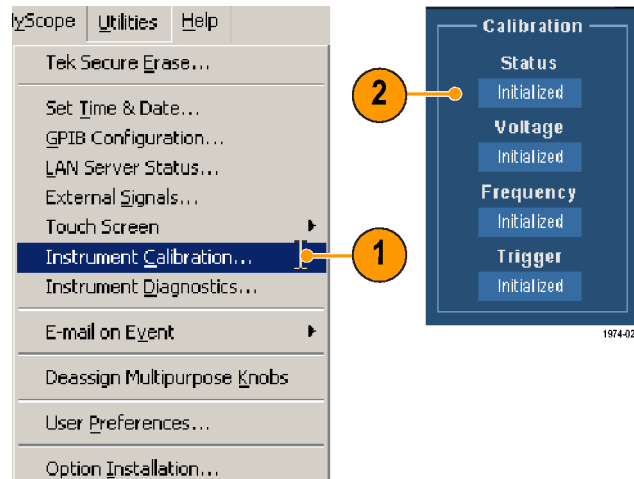 yScope Utilities Help
Tek Secure Erase...
Set Time & Date...
GPIB Configuration...
LAN Server Status...
External Signals...
Touch Screen
Instrument Calibration...
Instrument Diagnostics...
E-mail on Event
Deassign Multipurpose Knobs
User Preferences...
Option Installation...
1
2
Calibration
Status
Initialized
Voltage
Initialized
Frequency
Initialized
Trigger
Initialized
1974-02